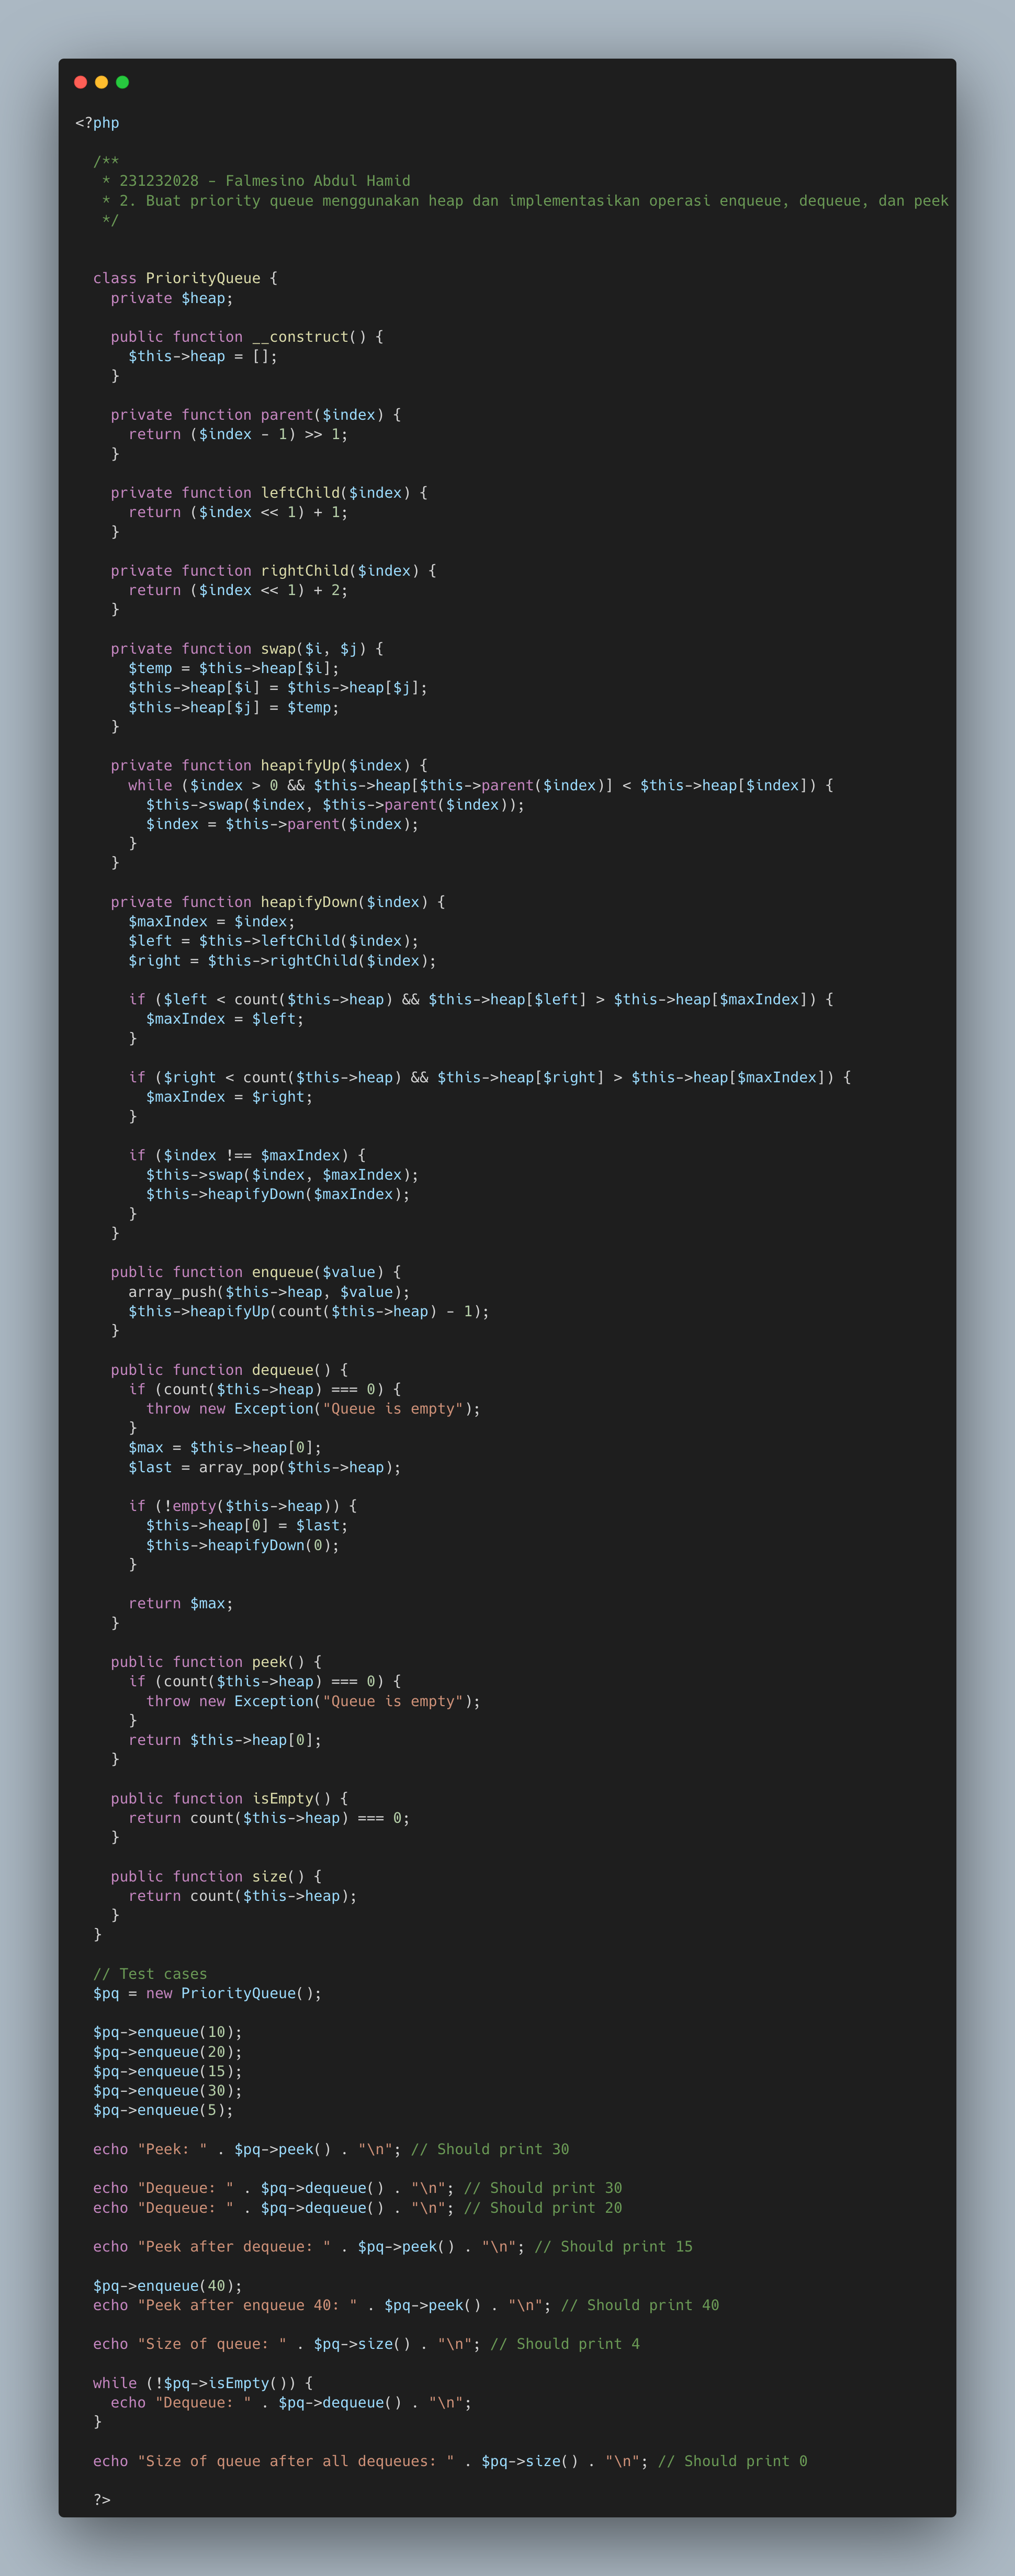 <?php

  /**
   * 231232028 - Falmesino Abdul Hamid
   * 2. Buat priority queue menggunakan heap dan implementasikan operasi enqueue, dequeue, dan peek
   */


  class PriorityQueue {
    private $heap;

    public function __construct() {
      $this->heap = [];
    }

    private function parent($index) {
      return ($index - 1) >> 1;
    }

    private function leftChild($index) {
      return ($index << 1) + 1;
    }

    private function rightChild($index) {
      return ($index << 1) + 2;
    }

    private function swap($i, $j) {
      $temp = $this->heap[$i];
      $this->heap[$i] = $this->heap[$j];
      $this->heap[$j] = $temp;
    }

    private function heapifyUp($index) {
      while ($index > 0 && $this->heap[$this->parent($index)] < $this->heap[$index]) {
        $this->swap($index, $this->parent($index));
        $index = $this->parent($index);
      }
    }

    private function heapifyDown($index) {
      $maxIndex = $index;
      $left = $this->leftChild($index);
      $right = $this->rightChild($index);

      if ($left < count($this->heap) && $this->heap[$left] > $this->heap[$maxIndex]) {
        $maxIndex = $left;
      }

      if ($right < count($this->heap) && $this->heap[$right] > $this->heap[$maxIndex]) {
        $maxIndex = $right;
      }

      if ($index !== $maxIndex) {
        $this->swap($index, $maxIndex);
        $this->heapifyDown($maxIndex);
      }
    }

    public function enqueue($value) {
      array_push($this->heap, $value);
      $this->heapifyUp(count($this->heap) - 1);
    }

    public function dequeue() {
      if (count($this->heap) === 0) {
        throw new Exception("Queue is empty");
      }
      $max = $this->heap[0];
      $last = array_pop($this->heap);

      if (!empty($this->heap)) {
        $this->heap[0] = $last;
        $this->heapifyDown(0);
      }

      return $max;
    }

    public function peek() {
      if (count($this->heap) === 0) {
        throw new Exception("Queue is empty");
      }
      return $this->heap[0];
    }

    public function isEmpty() {
      return count($this->heap) === 0;
    }

    public function size() {
      return count($this->heap);
    }
  }

  // Test cases
  $pq = new PriorityQueue();

  $pq->enqueue(10);
  $pq->enqueue(20);
  $pq->enqueue(15);
  $pq->enqueue(30);
  $pq->enqueue(5);

  echo "Peek: " . $pq->peek() . "\n"; // Should print 30

  echo "Dequeue: " . $pq->dequeue() . "\n"; // Should print 30
  echo "Dequeue: " . $pq->dequeue() . "\n"; // Should print 20

  echo "Peek after dequeue: " . $pq->peek() . "\n"; // Should print 15

  $pq->enqueue(40);
  echo "Peek after enqueue 40: " . $pq->peek() . "\n"; // Should print 40

  echo "Size of queue: " . $pq->size() . "\n"; // Should print 4

  while (!$pq->isEmpty()) {
    echo "Dequeue: " . $pq->dequeue() . "\n";
  }

  echo "Size of queue after all dequeues: " . $pq->size() . "\n"; // Should print 0

  ?>